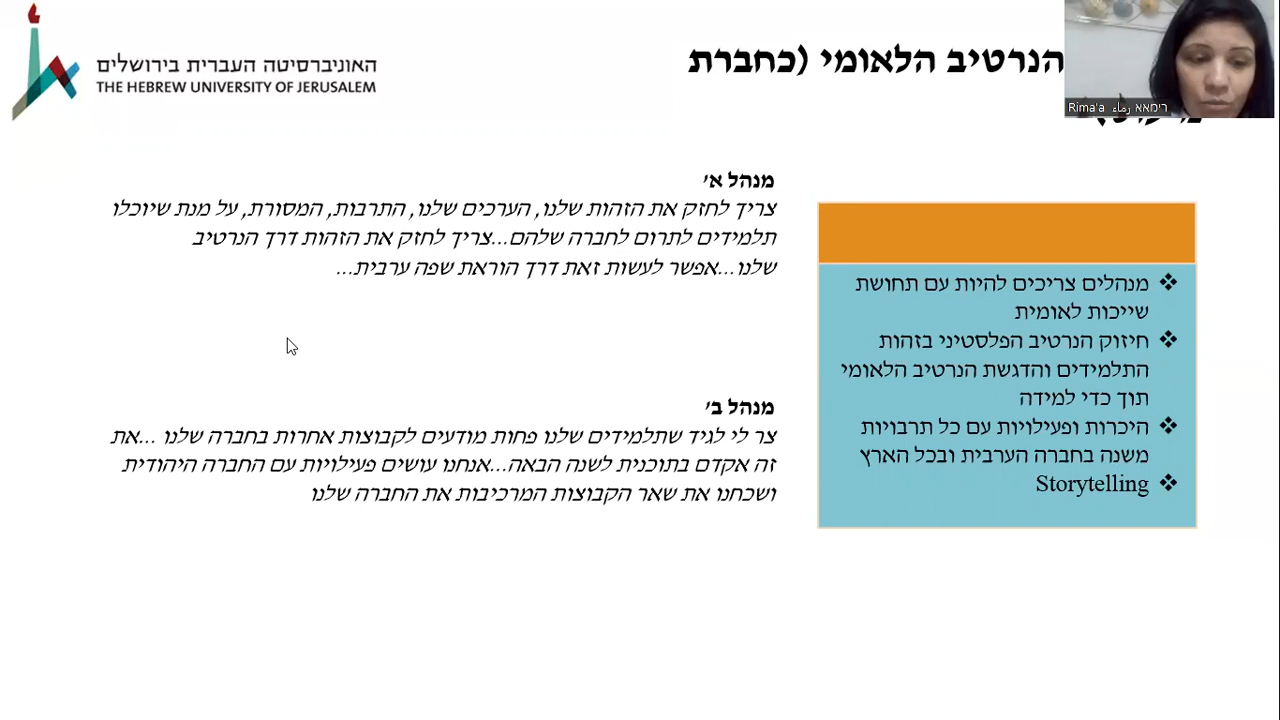 האוניברסיטה העברית בירושלים
THE HEBREW UNIVERSITY OF JERUSALEM
הנרטיב הלאומי (כחברת
Rima'a רימאא رماء
מנהל א׳
צריך לחזק את הזהות שלנו, הערכים שלנו, התרבות, המסורת, על מנת שיוכלו
תלמידים לתרום לחברה שלהם...צריך לחזק את הזהות דרך הנרטיב
שלנו...אפשר לעשות זאת דרך הוראת שפה ערבית...
מנהל ב׳
צר לי לגיד שתלמידים שלנו פחות מודעים לקבוצות אחרות בחברה שלנו ...את
זה אקדם בתוכנית לשנה הבאה...אנחנו עושים פעילויות עם החברה היהודית
ושכחנו את שאר הקבוצות המרכיבות את החברה שלנו
❖ מנהלים צריכים להיות עם תחושת
שייכות לאומית
❖ חיזוק הנרטיב הפלסטיני בזהות
התלמידים והדגשת הנרטיב הלאומי
תוך כדי למידה
❖ היכרות ופעילויות עם כל תרבויות
משנה בחברה הערבית ובכל הארץ
❖ Storytelling